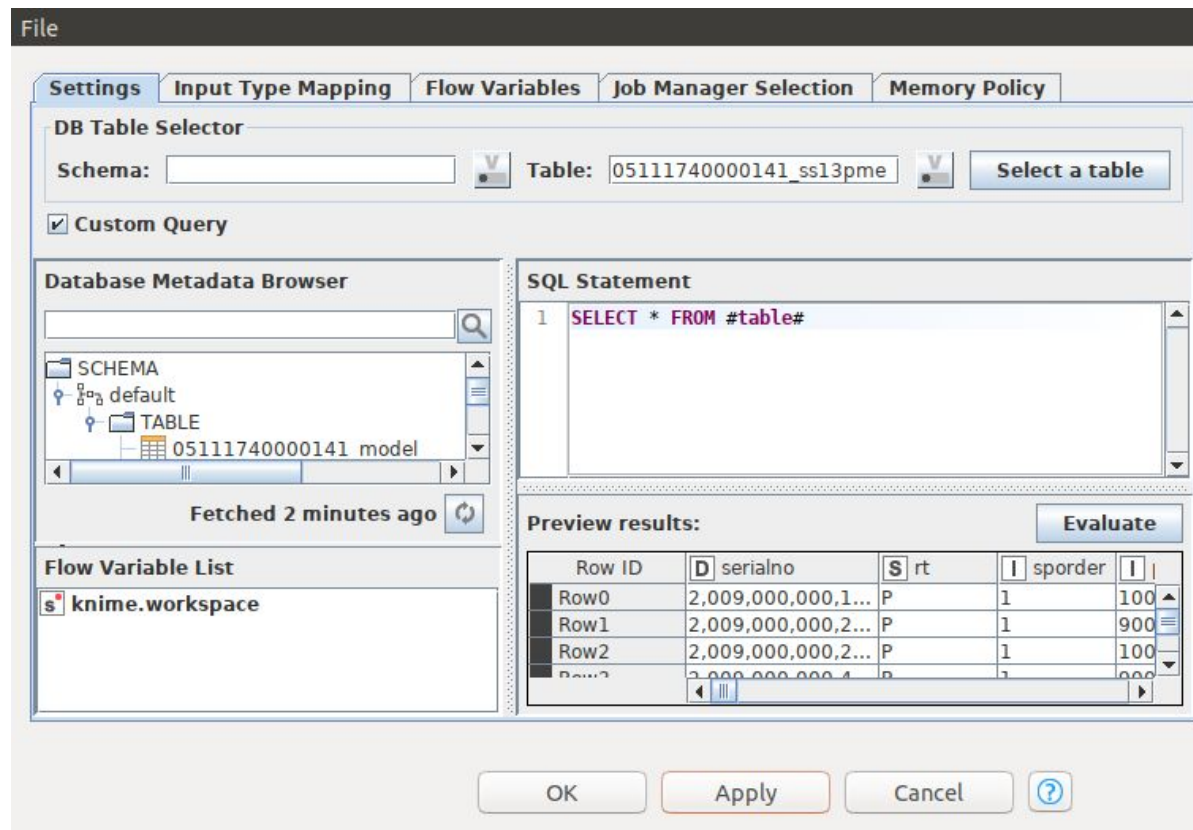 File
Settings Input Type Mapping Flow Variables Job Manager Selection Memory Policy
DB Table Selector
Schema: V Table: 05111740000141_ss13pme V Select a table
Custom Query
Database Metadata Browser
SCHEMA
default
TABLE
05111740000141_model
Fetched 2 minutes ago
Flow Variable List
s knime.workspace
SQL Statement
1 SELECT * FROM #table#
Preview results: Evaluate
Row ID D serialno S rt I sporder I
Row0 2,009,000,000,1... P 1 100
Row1 2,009,000,000,2... P 1 900
Row2 2,009,000,000,2... P 1 100
OK Apply Cancel ?